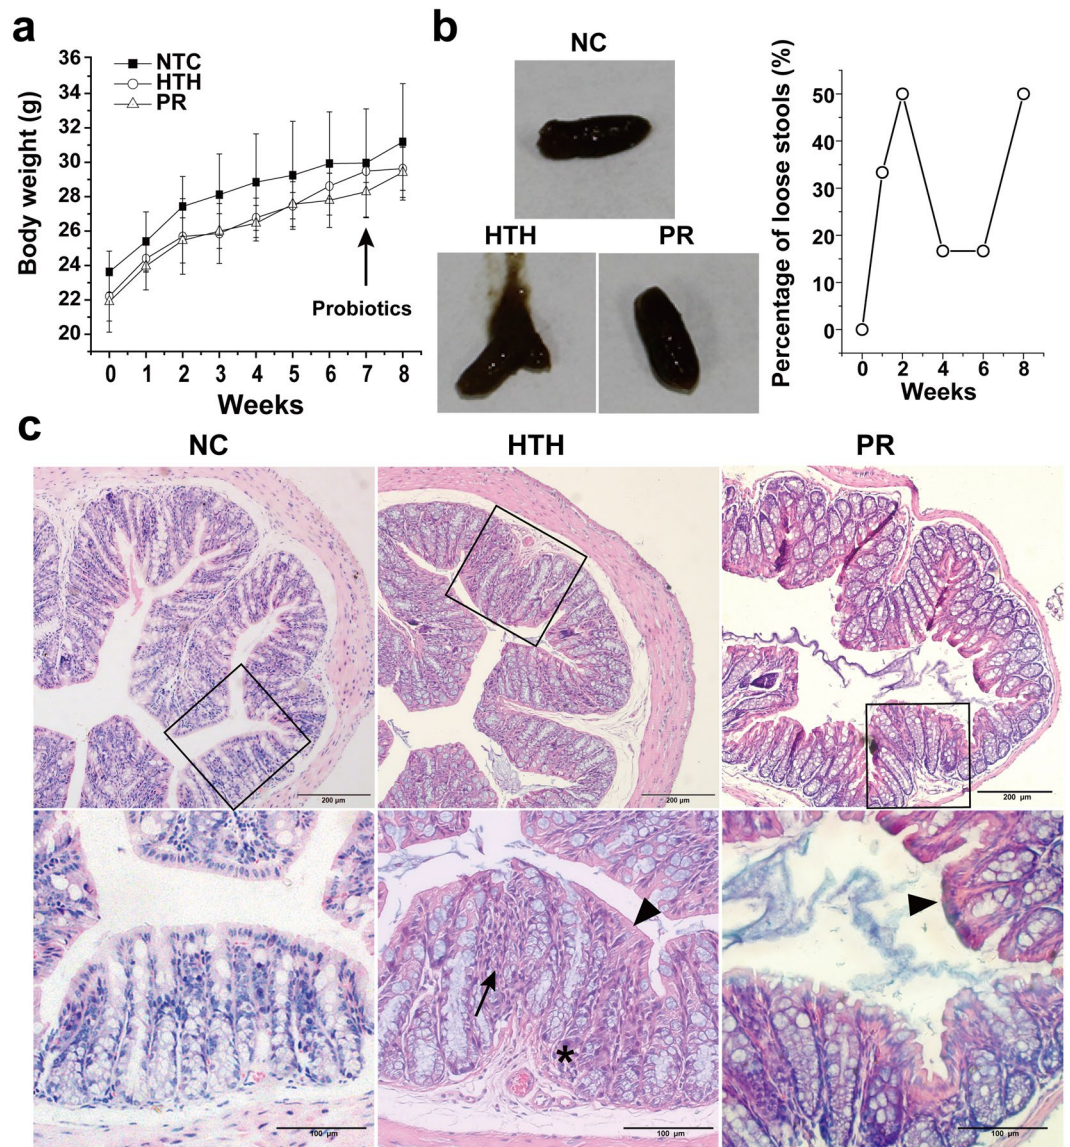 a
36
34
32
30
28
26
24
22
20
Body weight (g)
NTC
HTH
PR
Probiotics
0 1 2 3 4 5 6 7 8
Weeks
b
NC
HTH PR
Percentage of loose stools (%)
50
40
30
20
10
0
0 2 4 6 8
Weeks
c
NC HTH PR
200 µm 200 µm 200 µm
*
100 µm 100 µm 100 µm